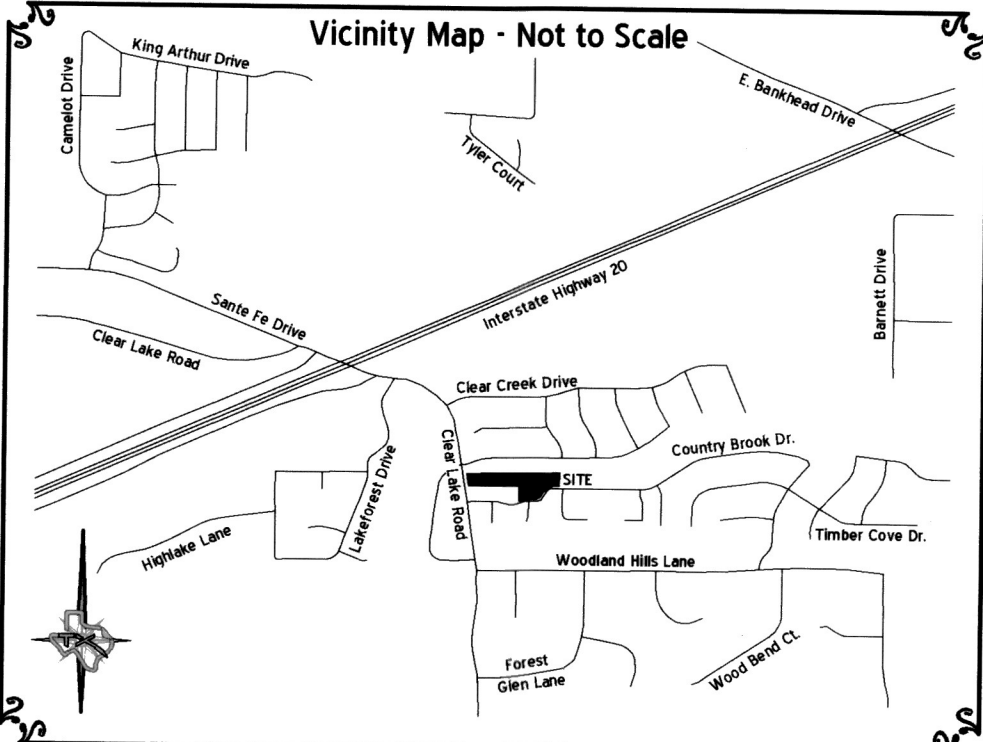 Vicinity Map - Not to Scale
King Arthur Drive
Camelot Drive
E. Bankhead Drive
Tyler Court
Interstate Highway 20
Barnett Drive
Sante Fe Drive
Clear Lake Road
Clear Creek Drive
Country Brook Dr.
Clear Lake Road
SITE
Lakeforest Drive
Highlake Lane
Timber Cove Dr.
Woodland Hills Lane
TX
Forest
Glen Lane
Wood Bend Ct.